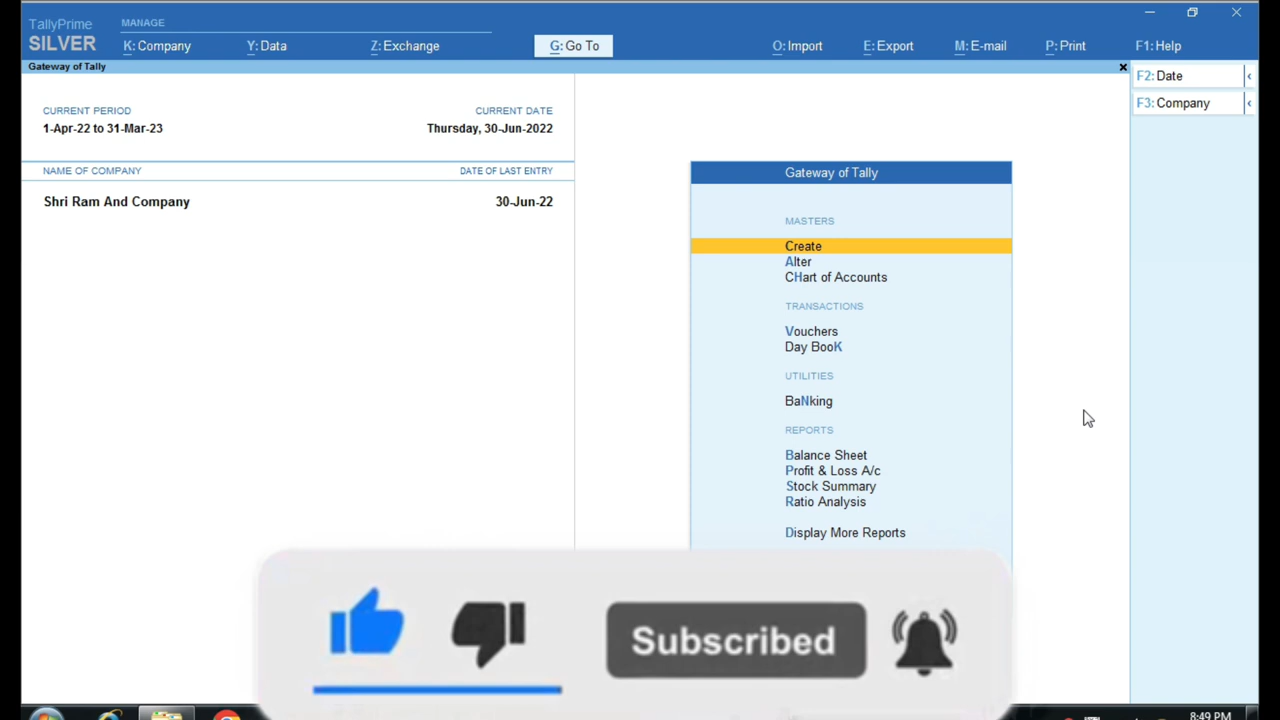 TallyPrime
SILVER
MANAGE
K: Company
Y: Data
Z: Exchange
G: Go To
O: Import
E: Export
M: E-mail
P: Print
F1: Help
Gateway of Tally
F2: Date
F3: Company
CURRENT PERIOD
CURRENT DATE
1-Apr-22 to 31-Mar-23
Thursday, 30-Jun-2022
NAME OF COMPANY
DATE OF LAST ENTRY
Shri Ram And Company
30-Jun-22
Gateway of Tally
MASTERS
Create
Alter
CHart of Accounts
TRANSACTIONS
Vouchers
Day BooK
UTILITIES
BaNking
REPORTS
Balance Sheet
Profit & Loss A/c
Stock Summary
Ratio Analysis
Display More Reports
Subscribed
8:49 PM